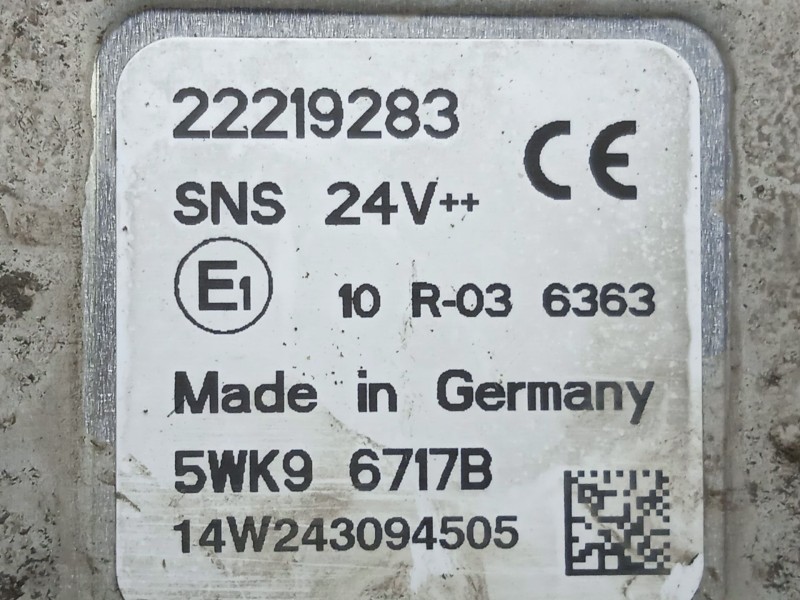 22219283
CE
SNS 24V++
E1 10 R-03 6363
Made in Germany
5WK9 6717B
14W243094505